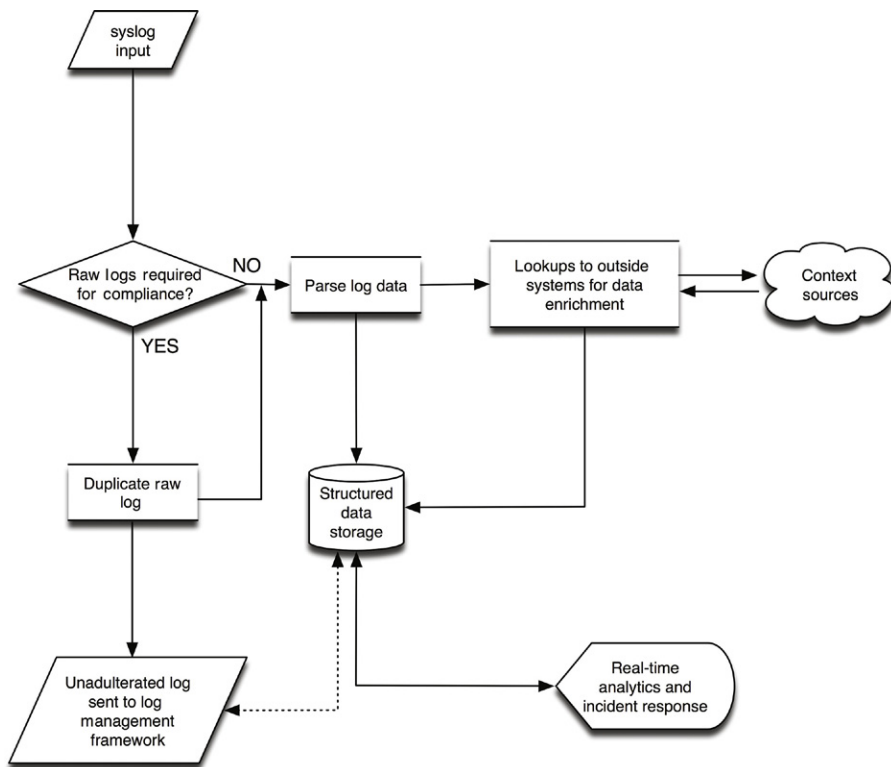 syslog
input
Raw logs required
for compliance?
NO
YES
Parse log data
Lookups to outside
systems for data
enrichment
Context
sources
Duplicate raw
log
Structured
data
storage
Unadulterated log
sent to log
management
framework
Real-time
analytics and
incident response